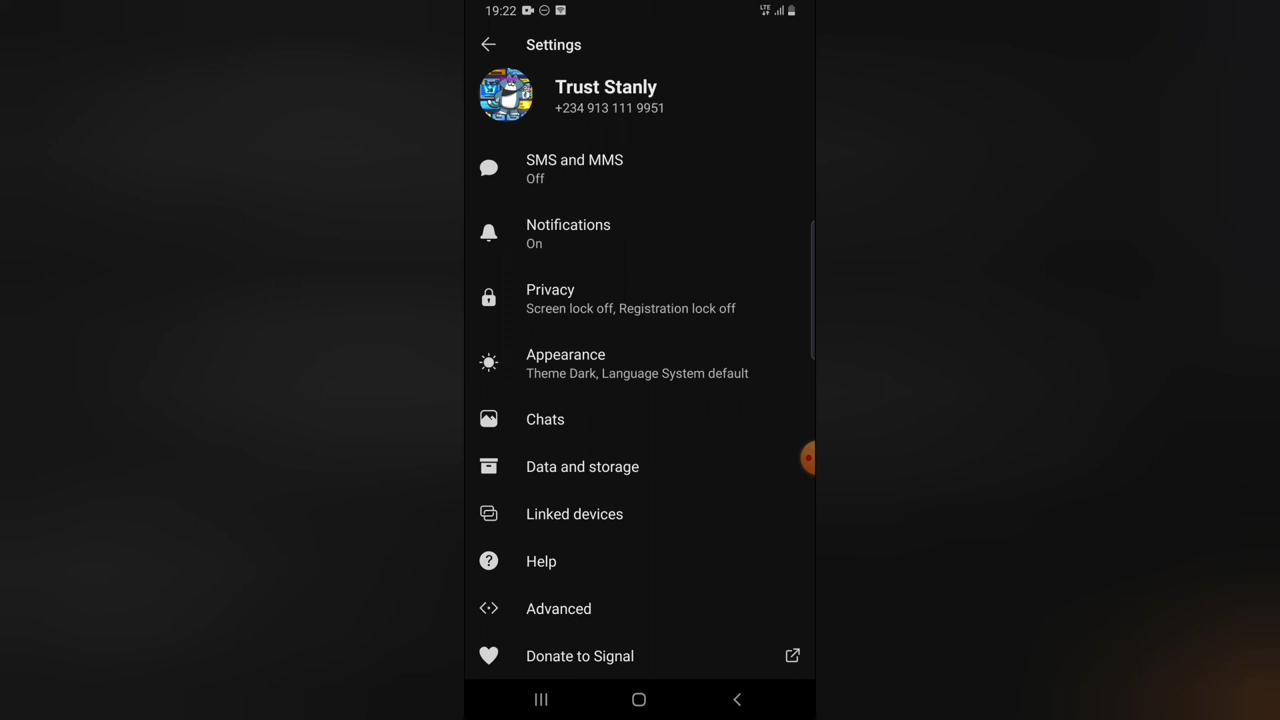 19:22
LTE
Settings
Trust Stanly
+234 913 111 9951
SMS and MMS
Off
Notifications
On
Privacy
Screen lock off, Registration lock off
Appearance
Theme Dark, Language System default
Chats
Data and storage
Linked devices
Help
Advanced
Donate to Signal